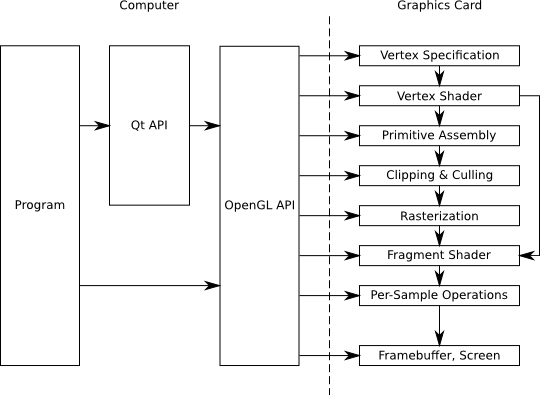 Computer
Graphics Card
Program
Qt API
OpenGL API
Vertex Specification
Vertex Shader
Primitive Assembly
Clipping & Culling
Rasterization
Fragment Shader
Per-Sample Operations
Framebuffer, Screen